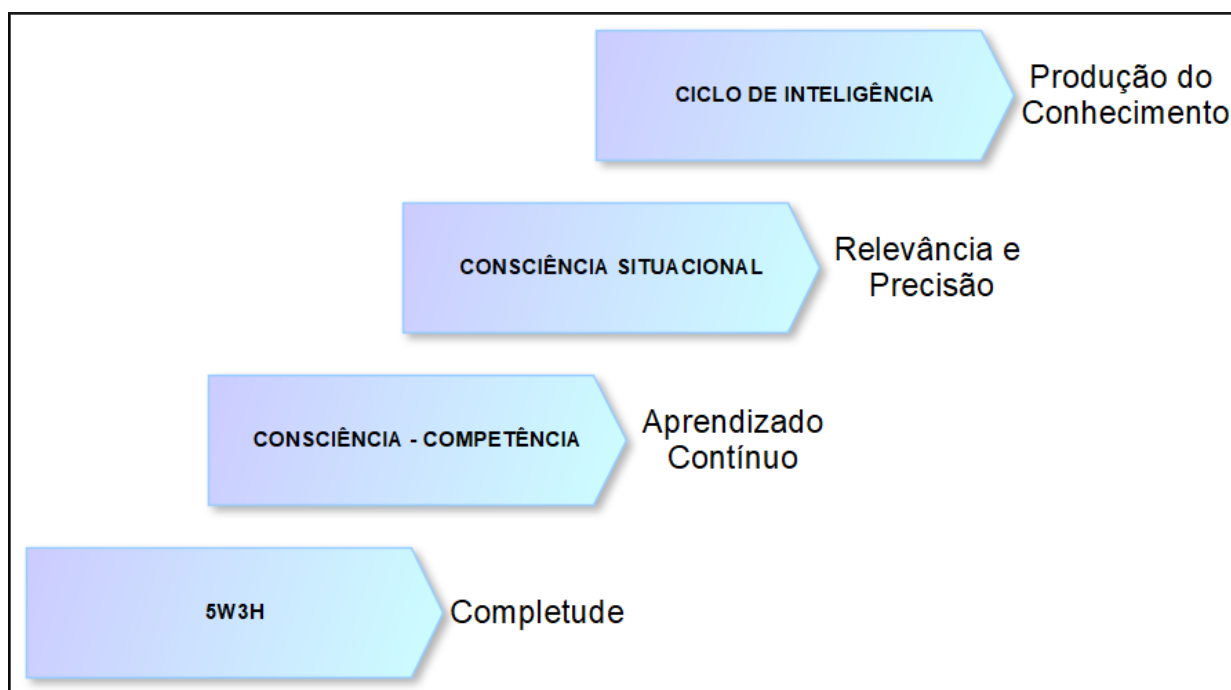 CICLO DE INTELIGÊNCIA
Produção do
Conhecimento
CONSCIÊNCIA SITUACIONAL
Relevância e
Precisão
CONSCIÊNCIA - COMPETÊNCIA
Aprendizado
Contínuo
5W3H
Completude